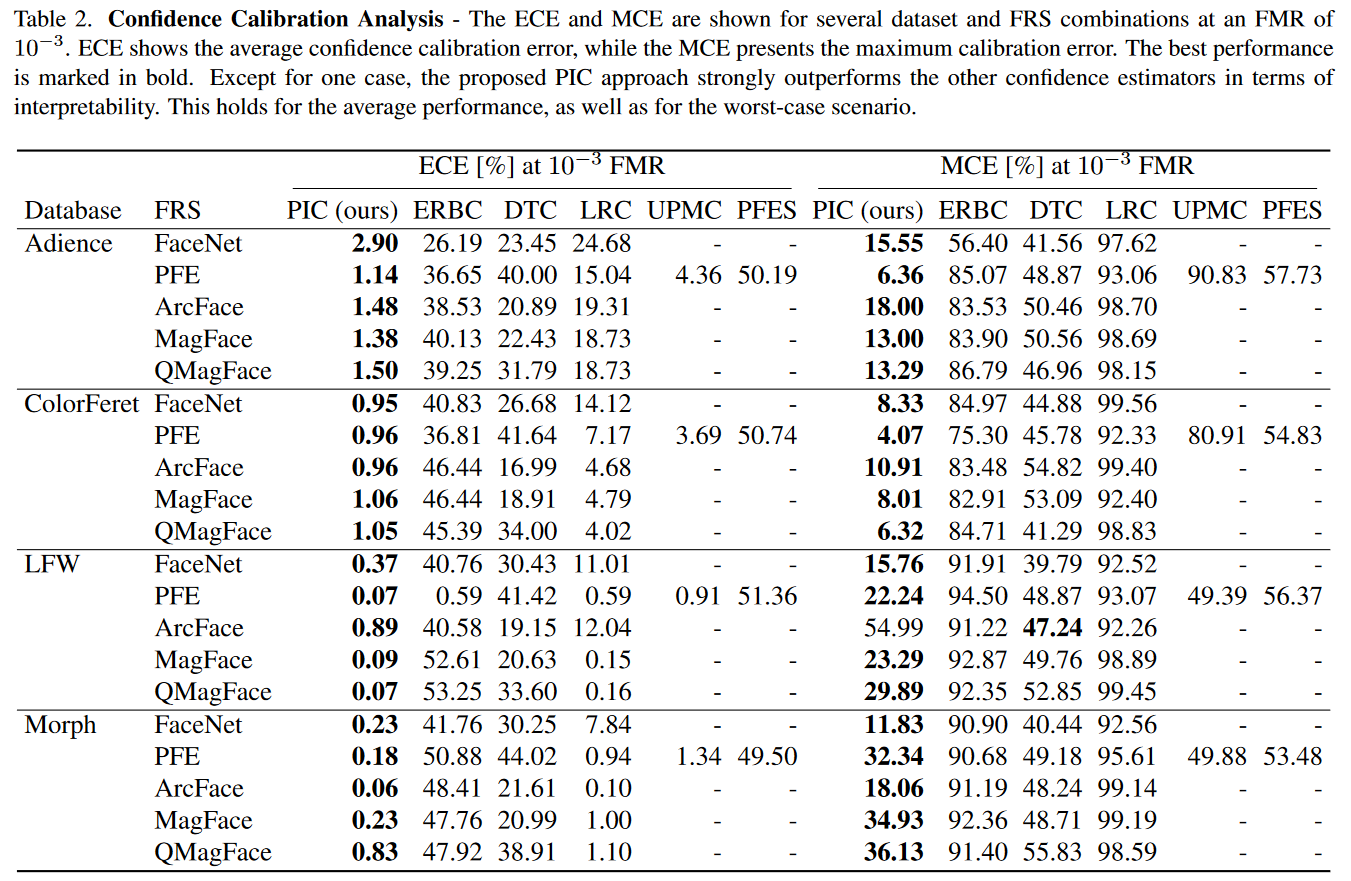 Table 2. Confidence Calibration Analysis - The ECE and MCE are shown for several dataset and FRS combinations at an FMR of
10−3. ECE shows the average confidence calibration error, while the MCE presents the maximum calibration error. The best performance
is marked in bold. Except for one case, the proposed PIC approach strongly outperforms the other confidence estimators in terms of
interpretability. This holds for the average performance, as well as for the worst-case scenario.
ECE [%] at 10−3 FMR MCE [%] at 10−3 FMR
Database FRS PIC (ours) ERBC DTC LRC UPMC PFES PIC (ours) ERBC DTC LRC UPMC PFES
Adience FaceNet 2.90 26.19 23.45 24.68 - - 15.55 56.40 41.56 97.62 - -
PFE 1.14 36.65 40.00 15.04 4.36 50.19 6.36 85.07 48.87 93.06 90.83 57.73
ArcFace 1.48 38.53 20.89 19.31 - - 18.00 83.53 50.46 98.70 - -
MagFace 1.38 40.13 22.43 18.73 - - 13.00 83.90 50.56 98.69 - -
QMagFace 1.50 39.25 31.79 18.73 - - 13.29 86.79 46.96 98.15 - -
ColorFeret FaceNet 0.95 40.83 26.68 14.12 - - 8.33 84.97 44.88 99.56 - -
PFE 0.96 36.81 41.64 7.17 3.69 50.74 4.07 75.30 45.78 92.33 80.91 54.83
ArcFace 0.96 46.44 16.99 4.68 - - 10.91 83.48 54.82 99.40 - -
MagFace 1.06 46.44 18.91 4.79 - - 8.01 82.91 53.09 92.40 - -
QMagFace 1.05 45.39 34.00 4.02 - - 6.32 84.71 41.29 98.83 - -
LFW FaceNet 0.37 40.76 30.43 11.01 - - 15.76 91.91 39.79 92.52 - -
PFE 0.07 0.59 41.42 0.59 0.91 51.36 22.24 94.50 48.87 93.07 49.39 56.37
ArcFace 0.89 40.58 19.15 12.04 - - 54.99 91.22 47.24 92.26 - -
MagFace 0.09 52.61 20.63 0.15 - - 23.29 92.87 49.76 98.89 - -
QMagFace 0.07 53.25 33.60 0.16 - - 29.89 92.35 52.85 99.45 - -
Morph FaceNet 0.23 41.76 30.25 7.84 - - 11.83 90.90 40.44 92.56 - -
PFE 0.18 50.88 44.02 0.94 1.34 49.50 32.34 90.68 49.18 95.61 49.88 53.48
ArcFace 0.06 48.41 21.61 0.10 - - 18.06 91.19 48.24 99.14 - -
MagFace 0.23 47.76 20.99 1.00 - - 34.93 92.36 48.71 99.19 - -
QMagFace 0.83 47.92 38.91 1.10 - - 36.13 91.40 55.83 98.59 - -